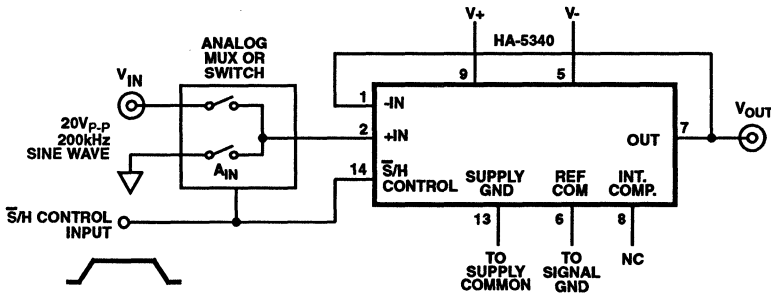 V+
V-
HA-5340
ANALOG
MUX OR
SWITCH
VIN
20VP-P
200kHz
SINE WAVE
AIN
9
5
1
-IN
2
+IN
14
S̅/H
CONTROL
SUPPLY
GND
REF
COM
INT.
COMP.
OUT
7
VOUT
S̅/H CONTROL
INPUT
13
6
8
TO
SUPPLY
COMMON
TO
SIGNAL
GND
NC